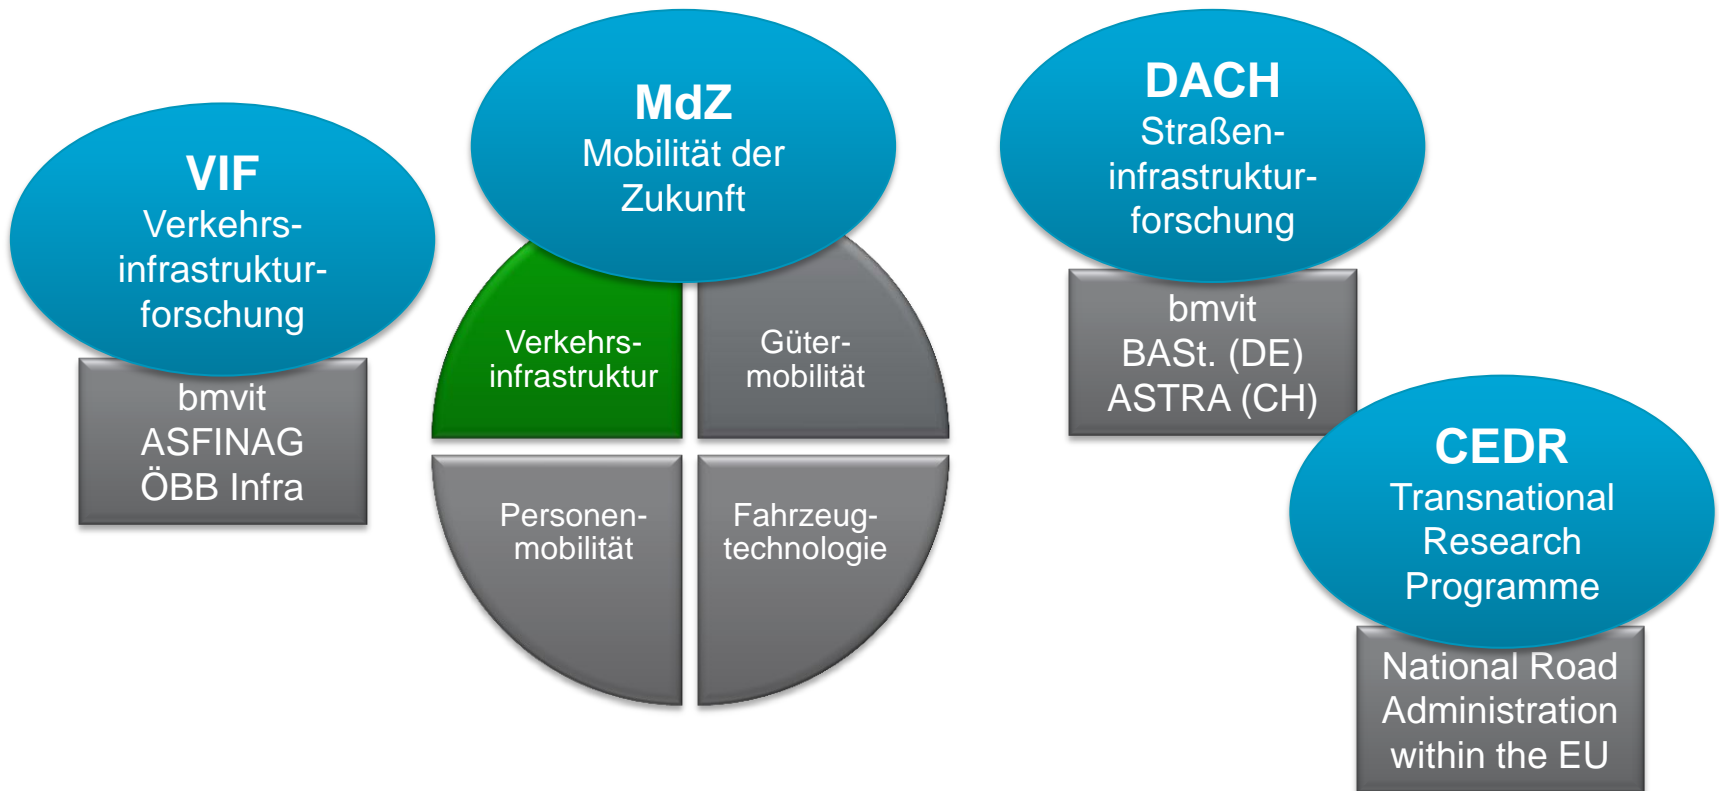 VIF
Verkehrs-
infrastruktur-
forschung
bmvit
ASFINAG
ÖBB Infra
MdZ
Mobilität der
Zukunft
Verkehrs-
infrastruktur
Güter-
mobilität
Personen-
mobilität
Fahrzeug-
technologie
DACH
Straßen-
infrastruktur-
forschung
bmvit
BASt. (DE)
ASTRA (CH)
CEDR
Transnational
Research
Programme
National Road
Administration
within the EU